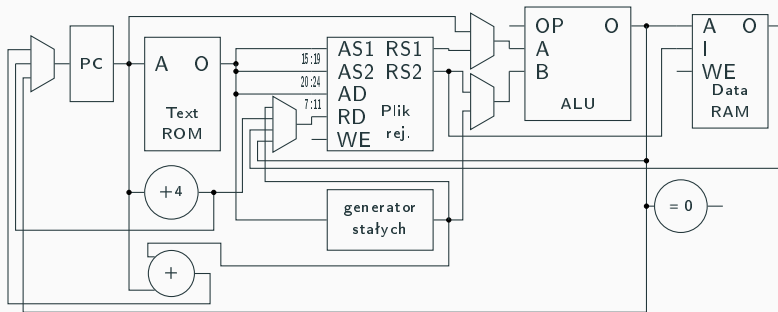 PC
A O
Text
ROM
15:19
20:24
7:11
AS1 RS1
AS2 RS2
AD
RD
WE
Plik
rej.
OP O
A
B
ALU
A O
I
WE
Data
RAM
+4
generator
stałych
= 0
+